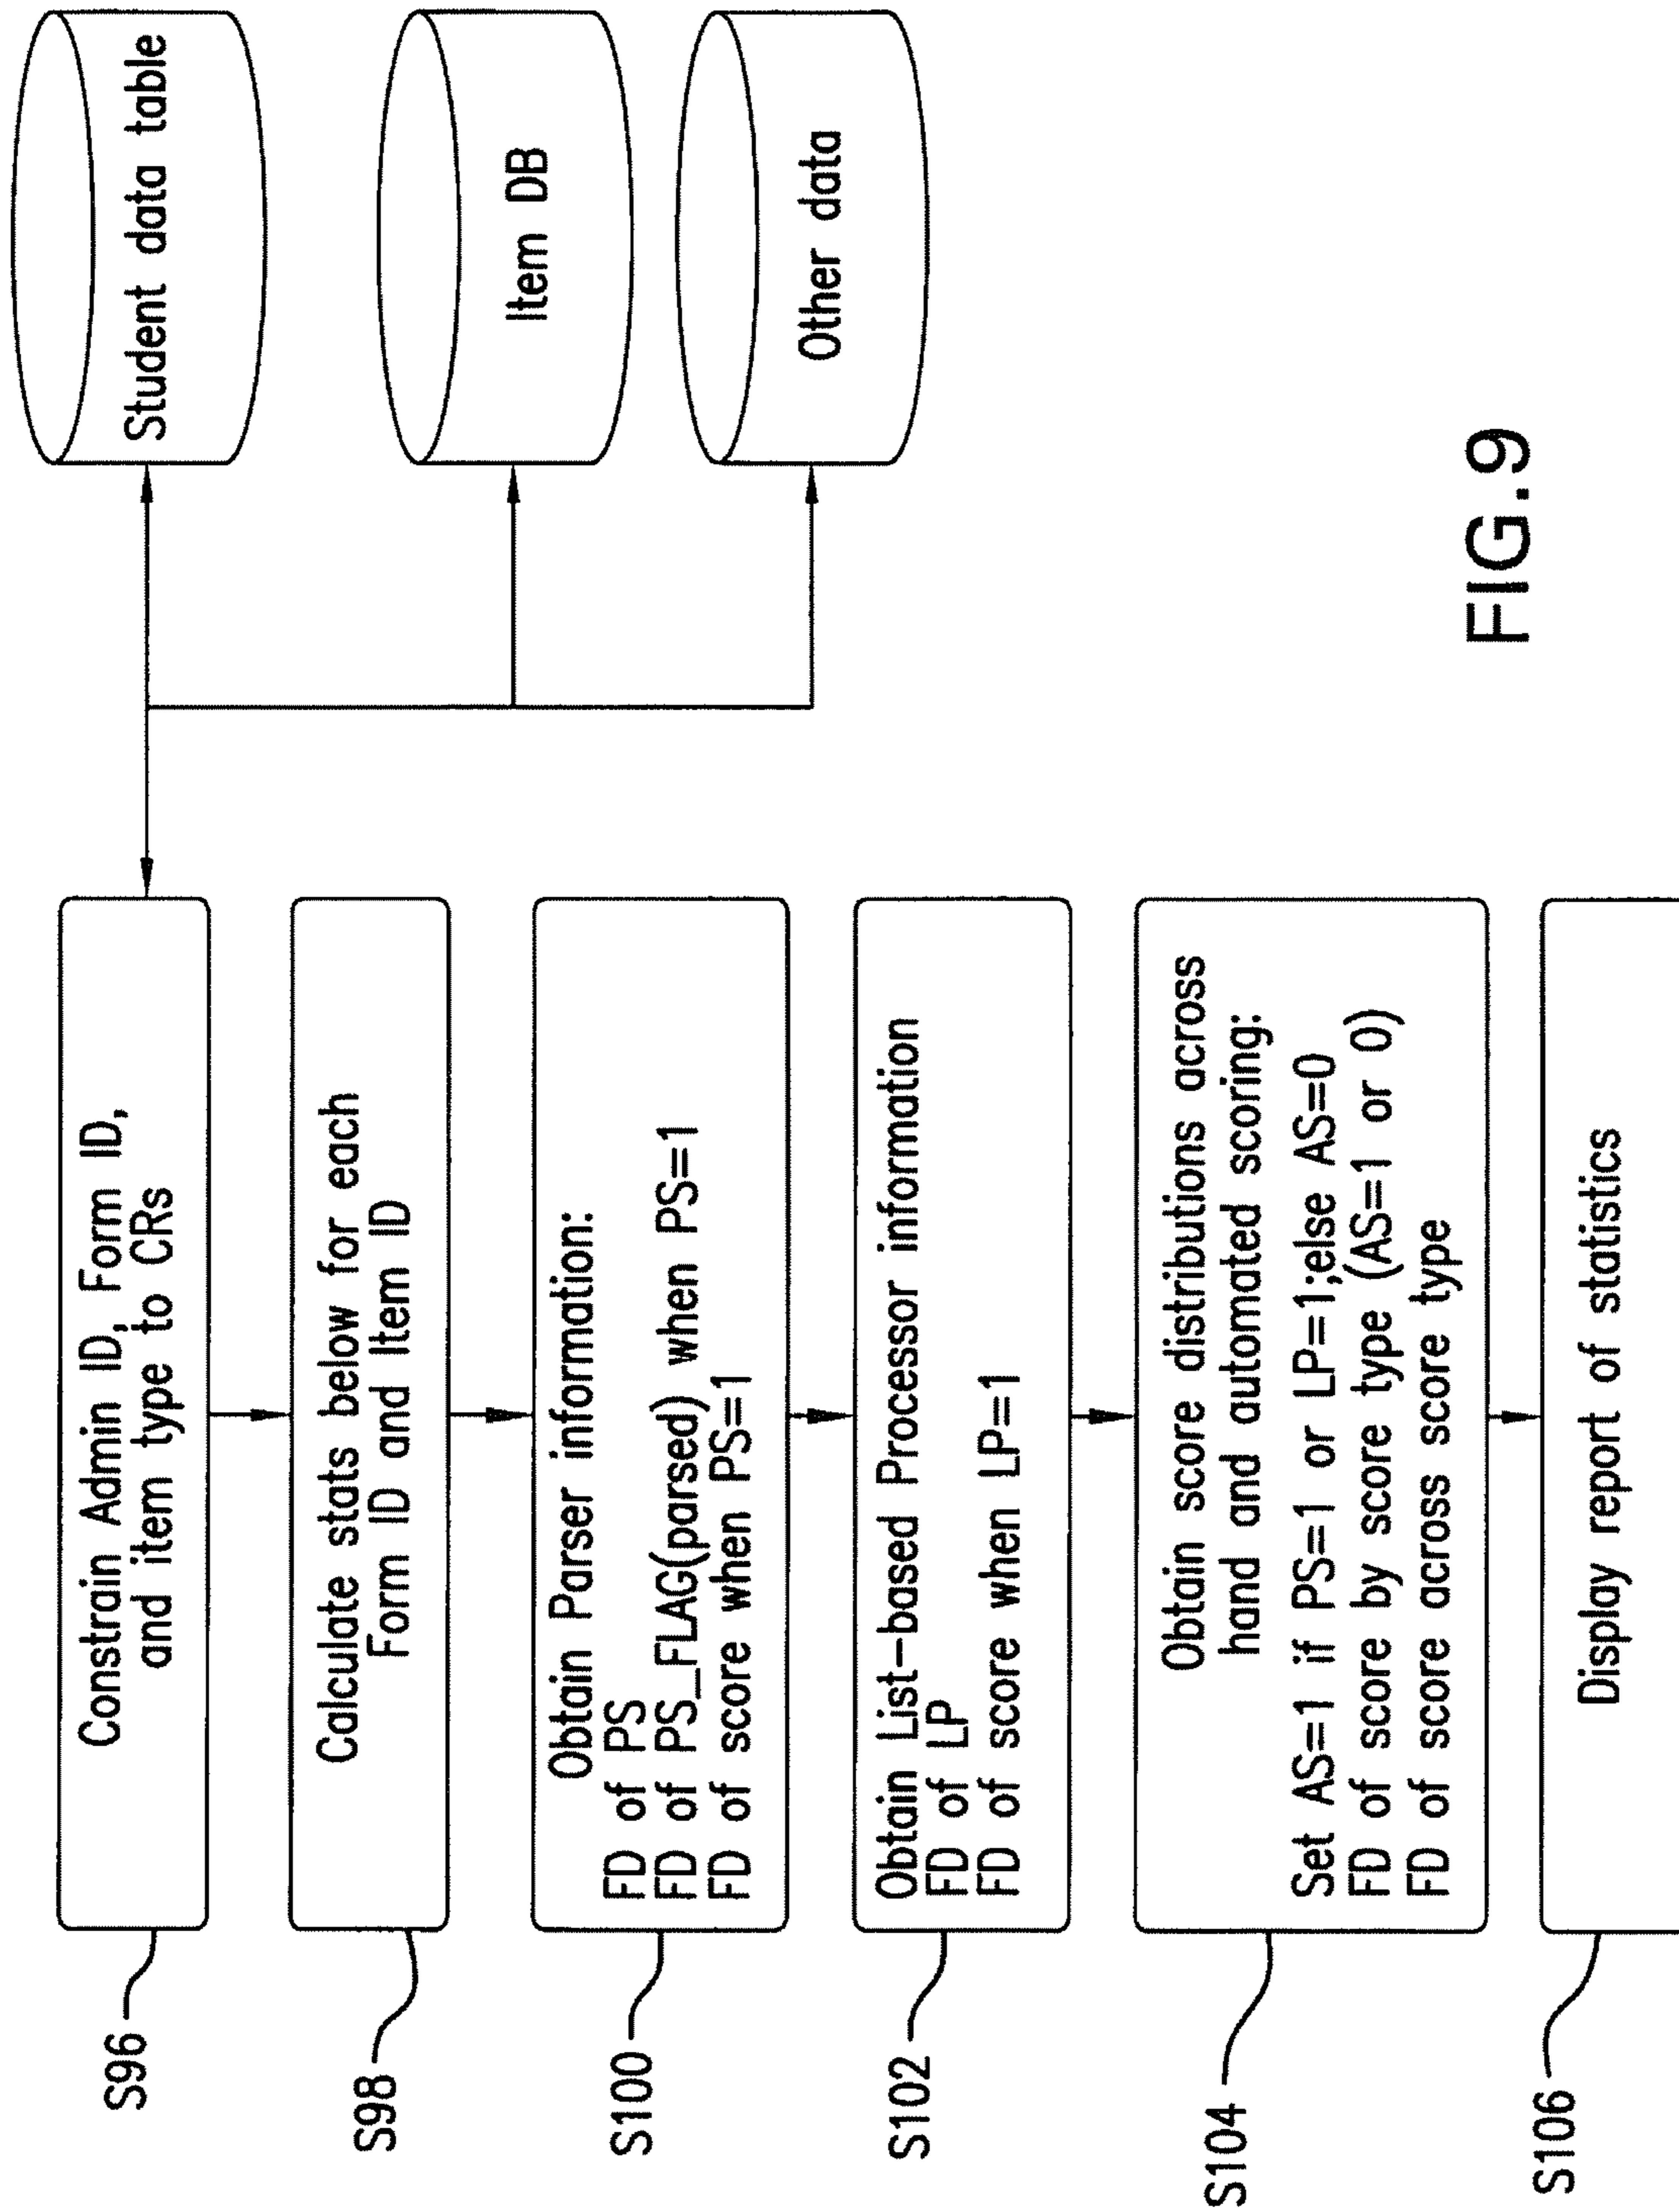 S96
Constrain Admin ID, Form ID,
and item type to CRs
Student data table
S98
Calculate stats below for each
Form ID and Item ID
Item DB
S100
Obtain Parser information:
FD of PS
FD of PS_FLAG(parsed) when PS=1
FD of score when PS=1
Other data
S102
Obtain List-based Processor information
FD of LP
FD of score when LP=1
S104
Obtain score distributions across
hand and automated scoring:
Set AS=1 if PS=1 or LP=1;else AS=0
FD of score by score type (AS=1 or 0)
FD of score across score type
S106
Display report of statistics
FIG.9